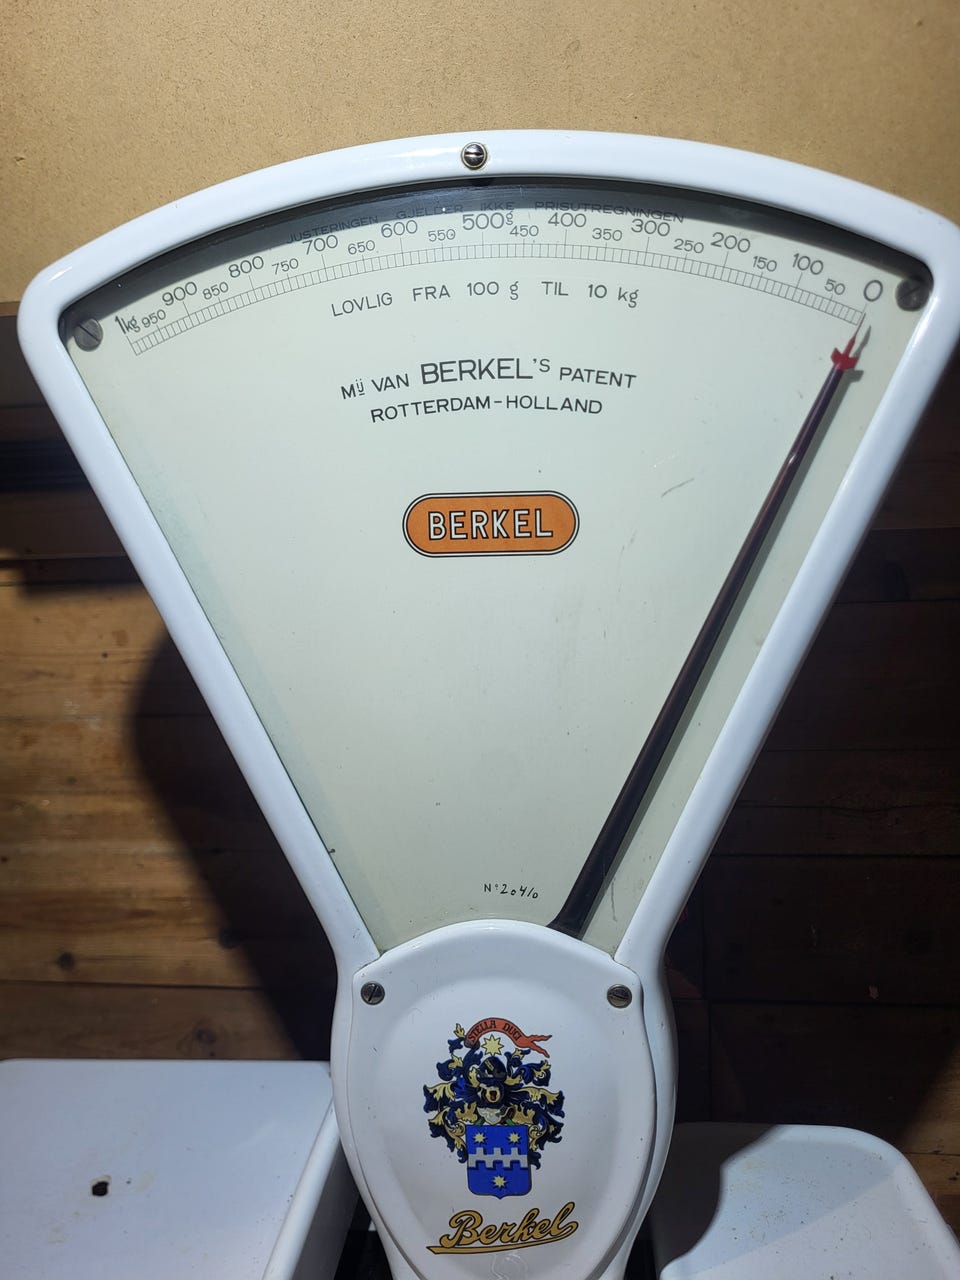 JUSTERINGEN GJELDER IKKE PRISUTREGNINGEN
1kg 950 900 850 800 750 700 650 600 550 500g 450 400 350 300 250 200 150 100 50 0
LOVLIG FRA 100 g TIL 10 kg
Mij VAN BERKEL'S PATENT
ROTTERDAM-HOLLAND
BERKEL
Nº 20410
STELLA DUCE
Berkel